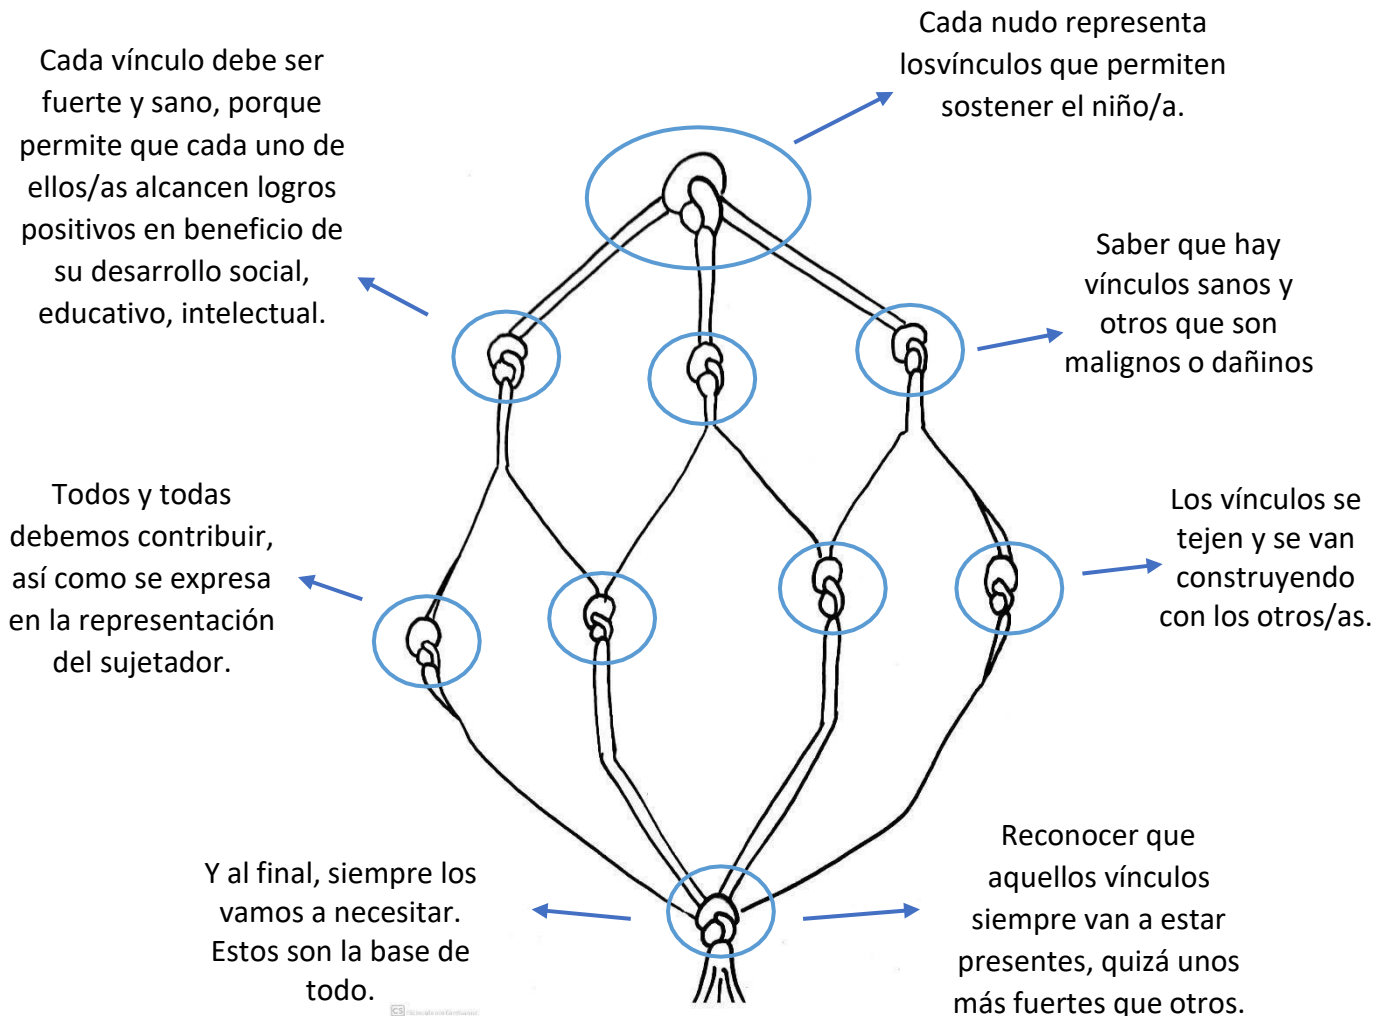 Cada nudo representa
losvínculos que permiten
sostener el niño/a.
Cada vínculo debe ser
fuerte y sano, porque
permite que cada uno de
ellos/as alcancen logros
positivos en beneficio de
su desarrollo social,
educativo, intelectual.
Saber que hay
vínculos sanos y
otros que son
malignos o dañinos
Todos y todas
debemos contribuir,
así como se expresa
en la representación
del sujetador.
Los vínculos se
tejen y se van
construyendo
con los otros/as.
Y al final, siempre los
vamos a necesitar.
Estos son la base de
todo.
Reconocer que
aquellos vínculos
siempre van a estar
presentes, quizá unos
más fuertes que otros.
CS